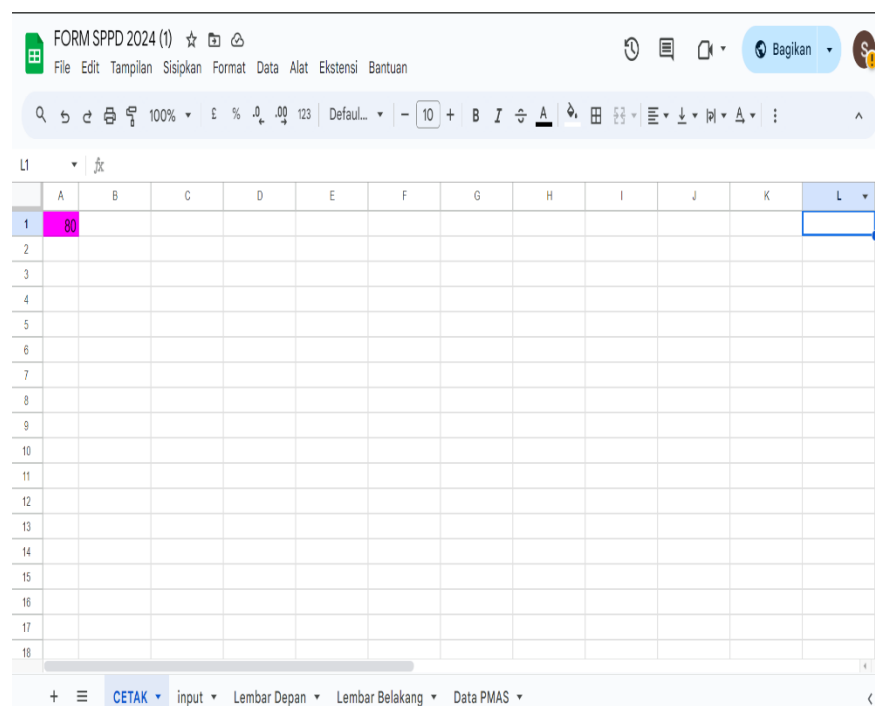 FORM SPPD 2024 (1)
File Edit Tampilan Sisipkan Format Data Alat Ekstensi Bantuan
Bagikan
S
100% £ % .0 .00 123 Defaul... 10 B I A A
L1 fx
A B C D E F G H I J K L
1 80
2
3
4
5
6
7
8
9
10
11
12
13
14
15
16
17
18
CETAK input Lembar Depan Lembar Belakang Data PMAS